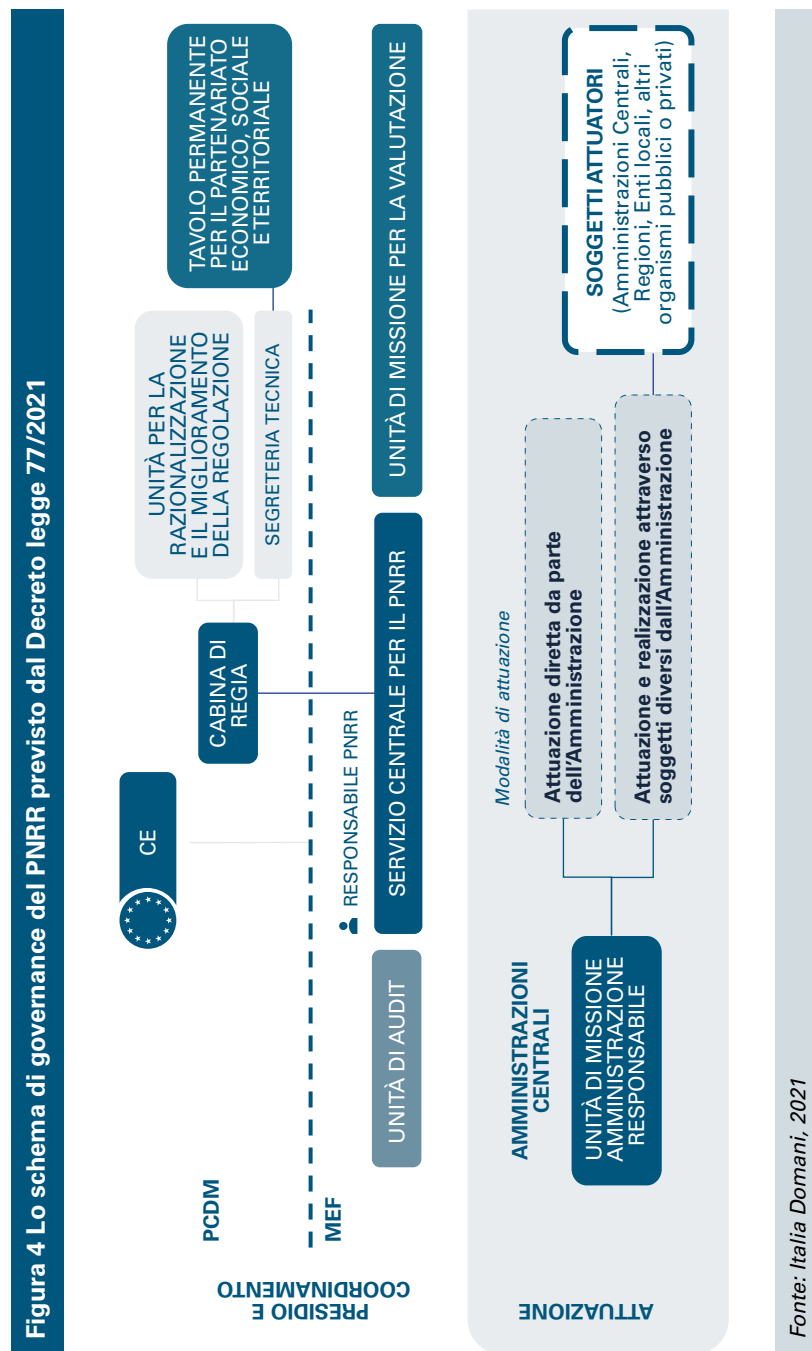 Figura 4 Lo schema di governance del PNRR previsto dal Decreto legge 77/2021
PRESIDIO E
COORDINAMENTO
PCDM
CE
CABINA DI
REGIA
UNITÀ PER LA
RAZIONALIZZAZIONE
E IL MIGLIORAMENTO
DELLA REGOLAZIONE
SEGRETERIA TECNICA
TAVOLO PERMANENTE
PER IL PARTENARIATO
ECONOMICO, SOCIALE
E TERRITORIALE
MEF
RESPONSABILE PNRR
UNITÀ DI AUDIT
SERVIZIO CENTRALE PER IL PNRR
UNITÀ DI MISSIONE PER LA VALUTAZIONE
ATTUAZIONE
AMMINISTRAZIONI
CENTRALI
UNITÀ DI MISSIONE
AMMINISTRAZIONE
RESPONSABILE
Modalità di attuazione
Attuazione diretta da parte
dell'Amministrazione
Attuazione e realizzazione attraverso
soggetti diversi dall'Amministrazione
SOGGETTI ATTUATORI
(Amministrazioni Centrali,
Regioni, Enti locali, altri
organismi pubblici o privati)
Fonte: Italia Domani, 2021